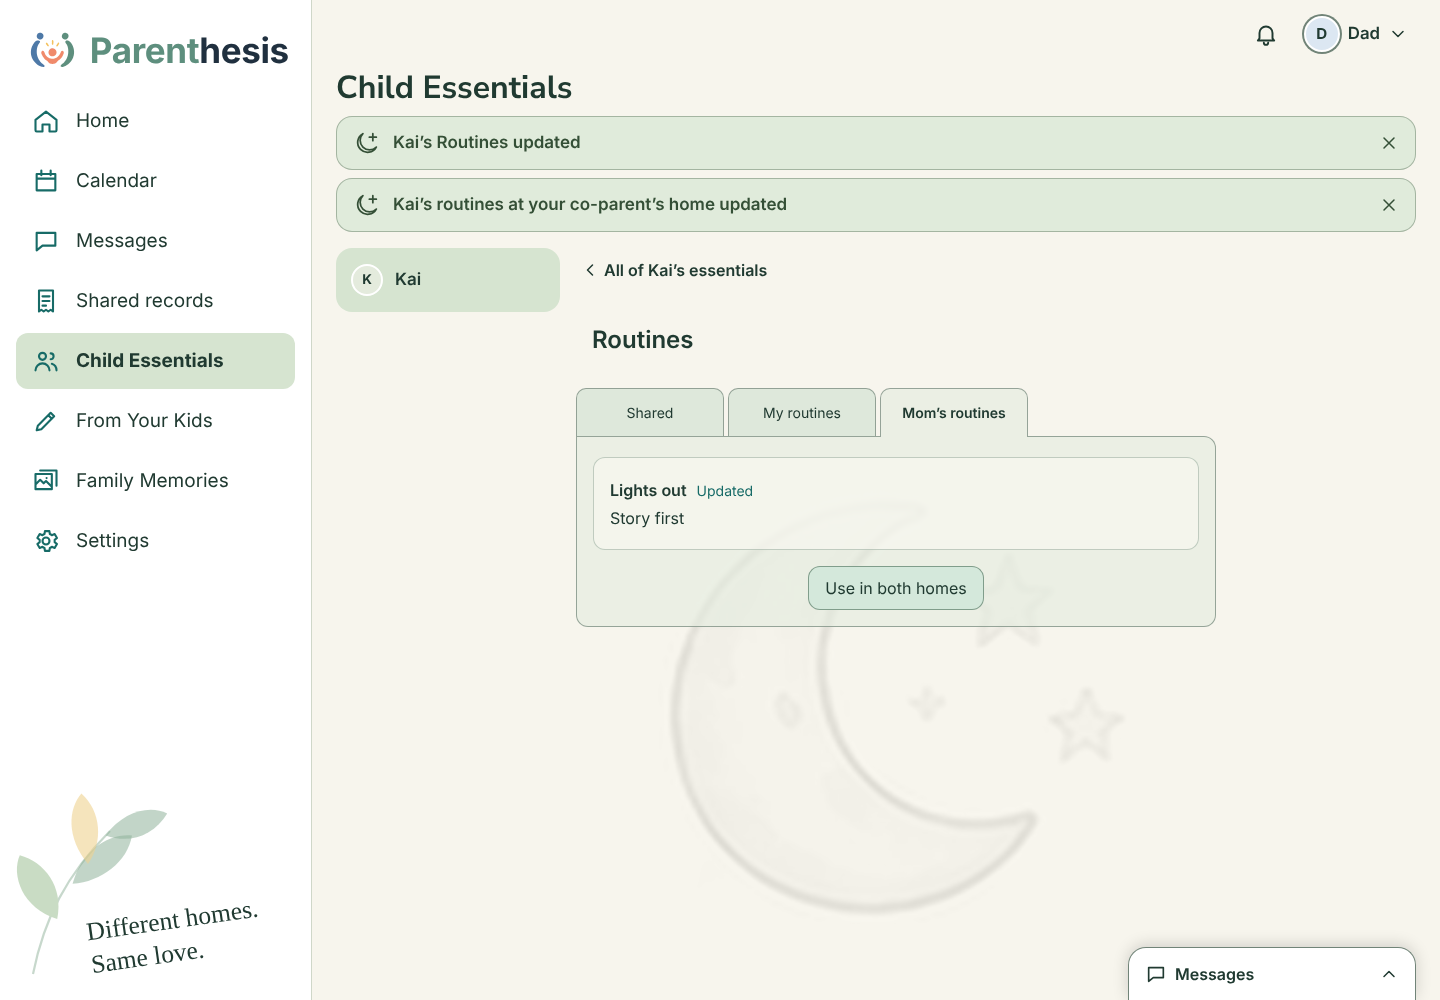 Parenthesis
Home
Calendar
Messages
Shared records
Child Essentials
From Your Kids
Family Memories
Settings
Different homes.
Same love.
D
Dad
Child Essentials
Kai’s Routines updated
Kai’s routines at your co-parent’s home updated
K
Kai
All of Kai’s essentials
Routines
Shared
My routines
Mom’s routines
Lights out Updated
Story first
Use in both homes
Messages